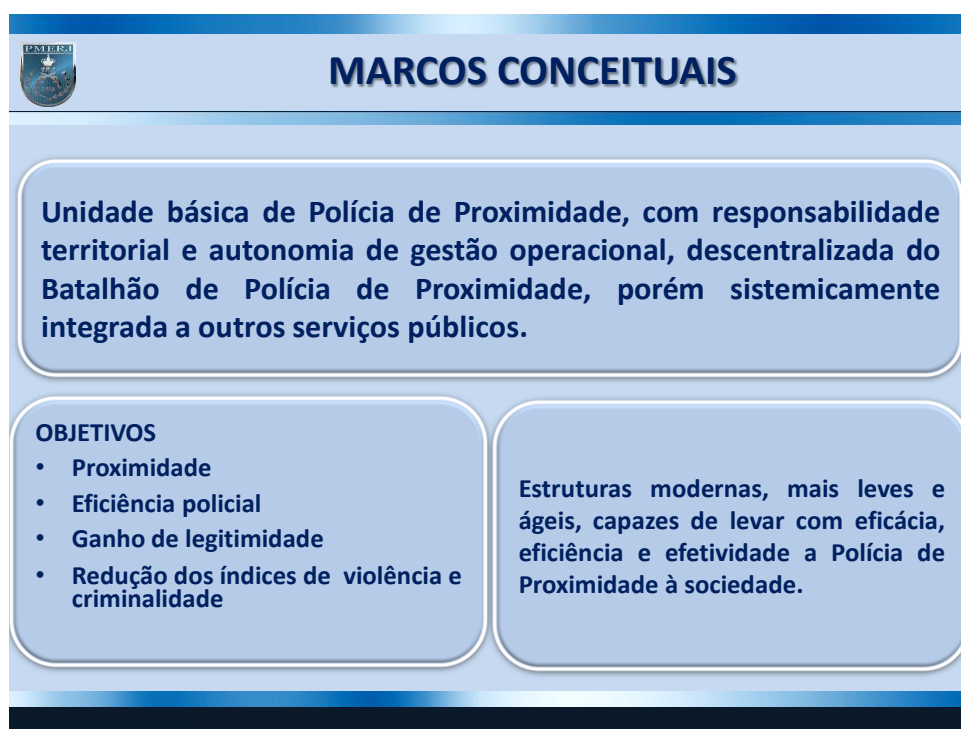 PMERJ
MARCOS CONCEITUAIS
Unidade básica de Polícia de Proximidade, com responsabilidade
territorial e autonomia de gestão operacional, descentralizada do
Batalhão de Polícia de Proximidade, porém sistemicamente
integrada a outros serviços públicos.
OBJETIVOS
• Proximidade
• Eficiência policial
• Ganho de legitimidade
• Redução dos índices de violência e
criminalidade
Estruturas modernas, mais leves e
ágeis, capazes de levar com eficácia,
eficiência e efetividade a Polícia de
Proximidade à sociedade.